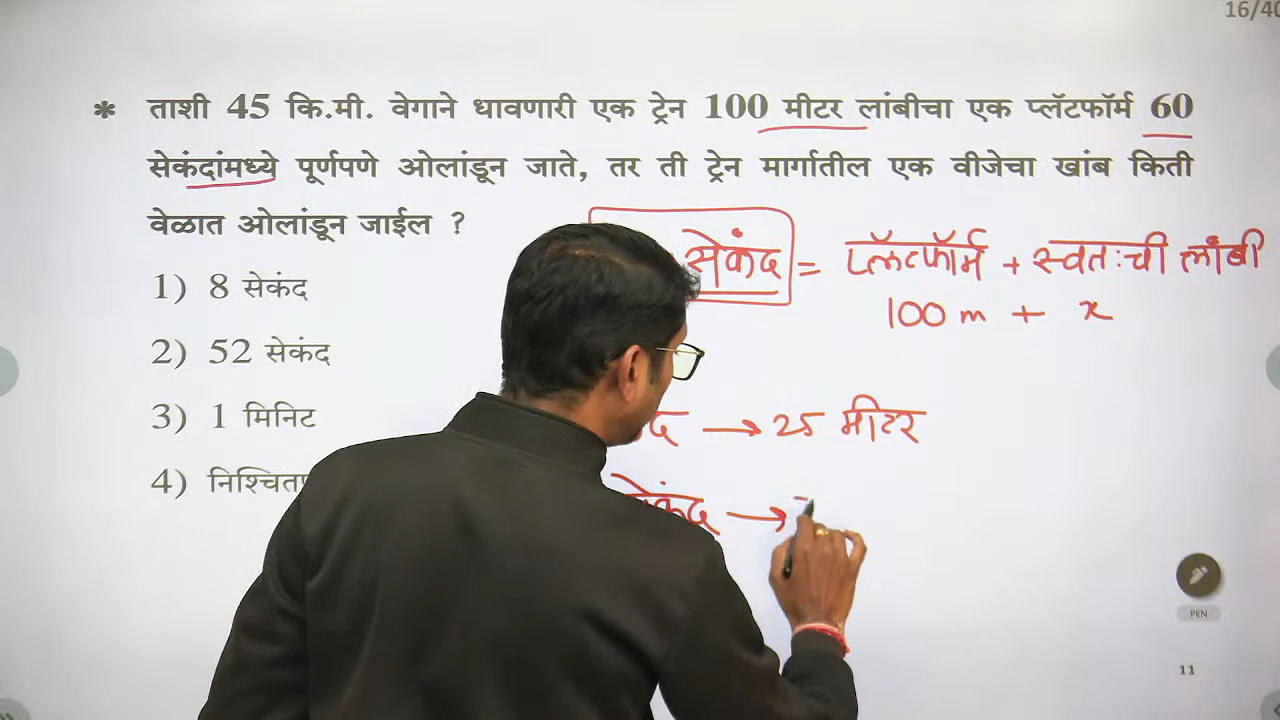 16/40
* ताशी 45 कि.मी. वेगाने धावणारी एक ट्रेन 100 मीटर लांबीचा एक प्लॅटफॉर्म 60
सेकंदांमध्ये पूर्णपणे ओलांडून जाते, तर ती ट्रेन मार्गातील एक वीजेचा खांब किती
वेळात ओलांडून जाईल ?
सेकंद = प्लॅटफॉर्म + स्वतःची लांबी
100 m + x
1) 8 सेकंद
2) 52 सेकंद
3) 1 मिनिट
→ 25 मीटर
4)
सेकंद →
PEN
11